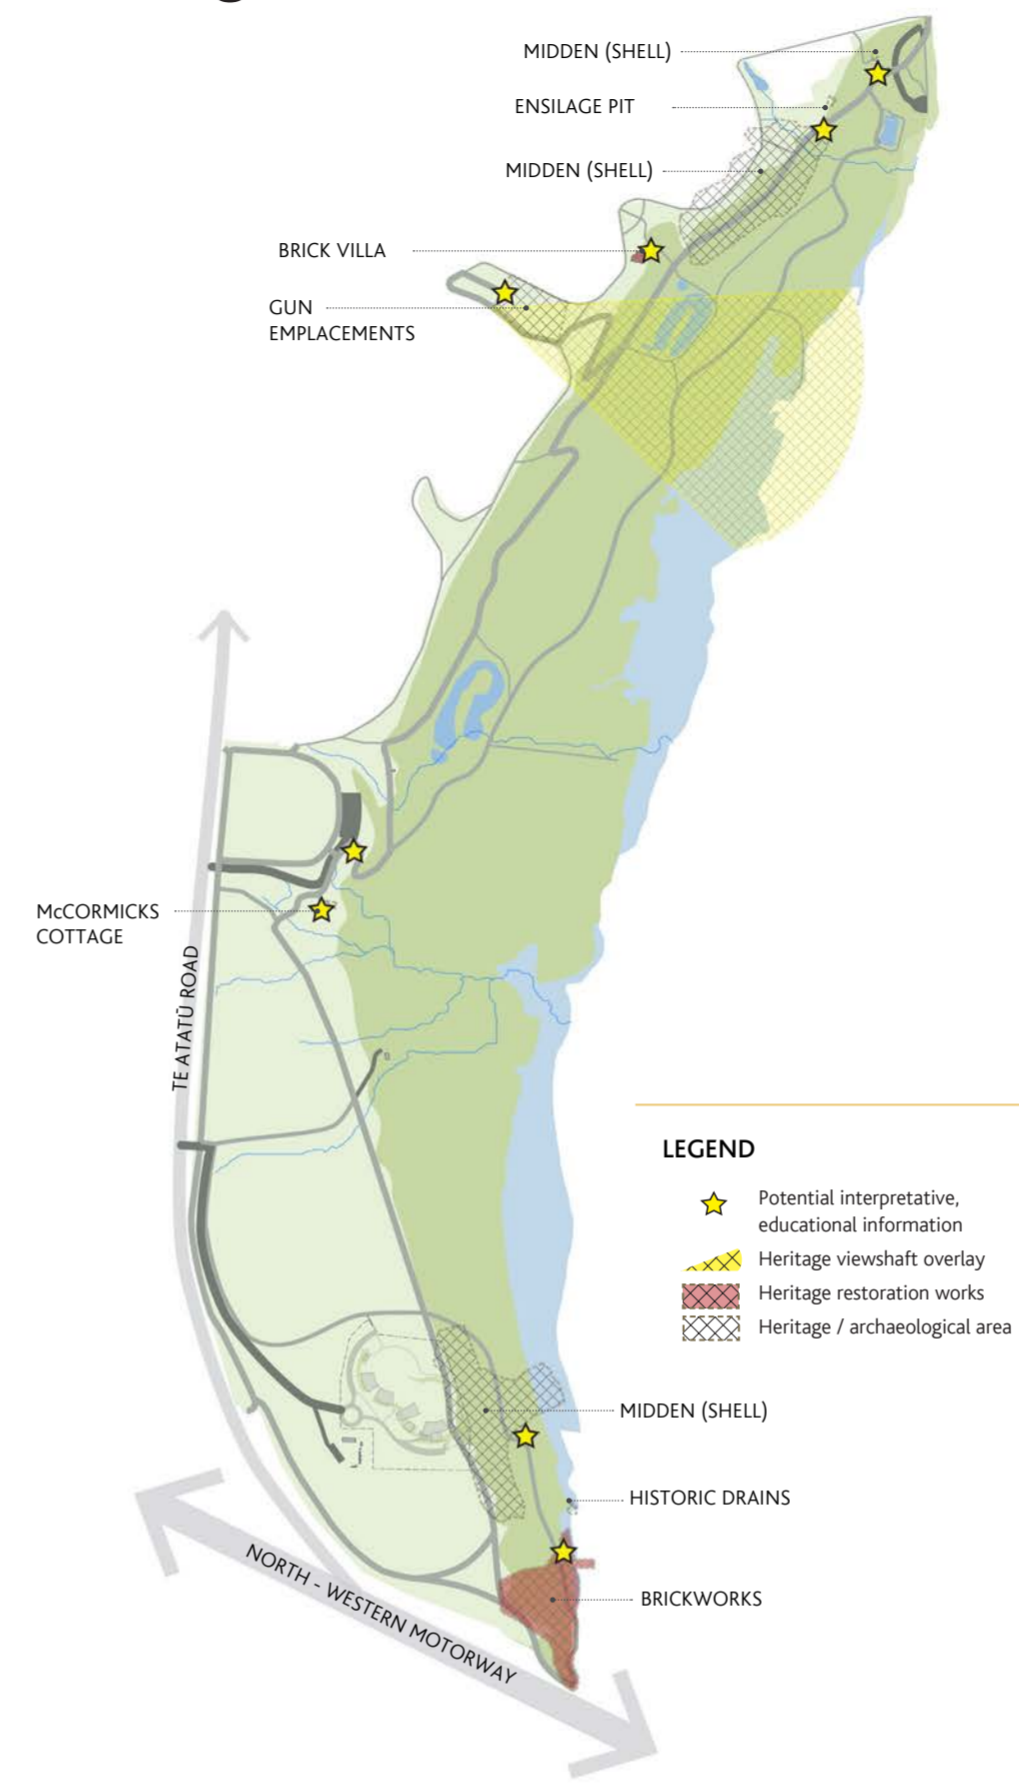 MIDDEN (SHELL)
ENSILAGE PIT
MIDDEN (SHELL)
BRICK VILLA
GUN
EMPLACEMENTS
McCORMICKS
COTTAGE
TE ATATŪ ROAD
LEGEND
Potential interpretative,
educational information
Heritage viewshaft overlay
Heritage restoration works
Heritage / archaeological area
MIDDEN (SHELL)
HISTORIC DRAINS
BRICKWORKS
NORTH - WESTERN MOTORWAY